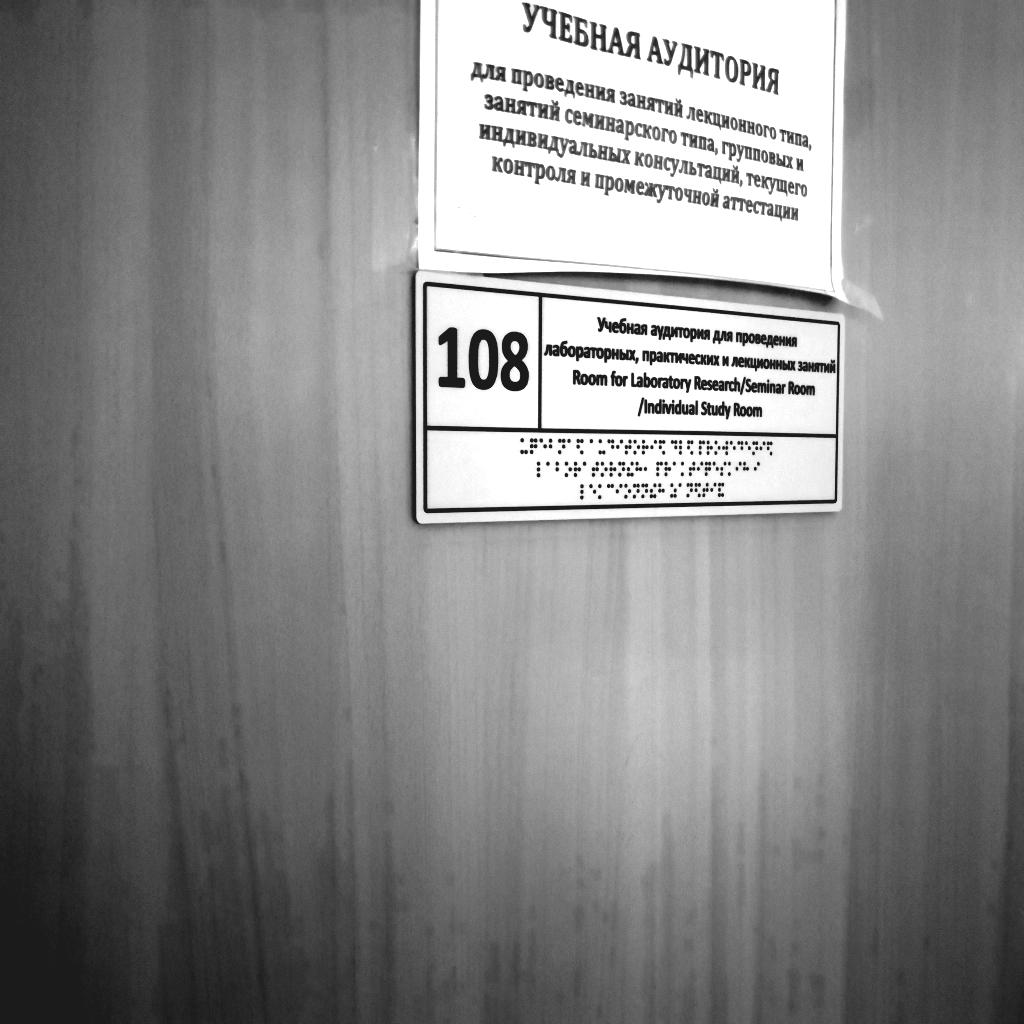 УЧЕБНАЯ АУДИТОРИЯ
для проведения занятий лекционного типа,
занятий семинарского типа, групповых и
индивидуальных консультаций, текущего
контроля и промежуточной аттестации
108
Учебная аудитория для проведения
лабораторных, практических и лекционных занятий
Room for Laboratory Research/Seminar Room
/Individual Study Room